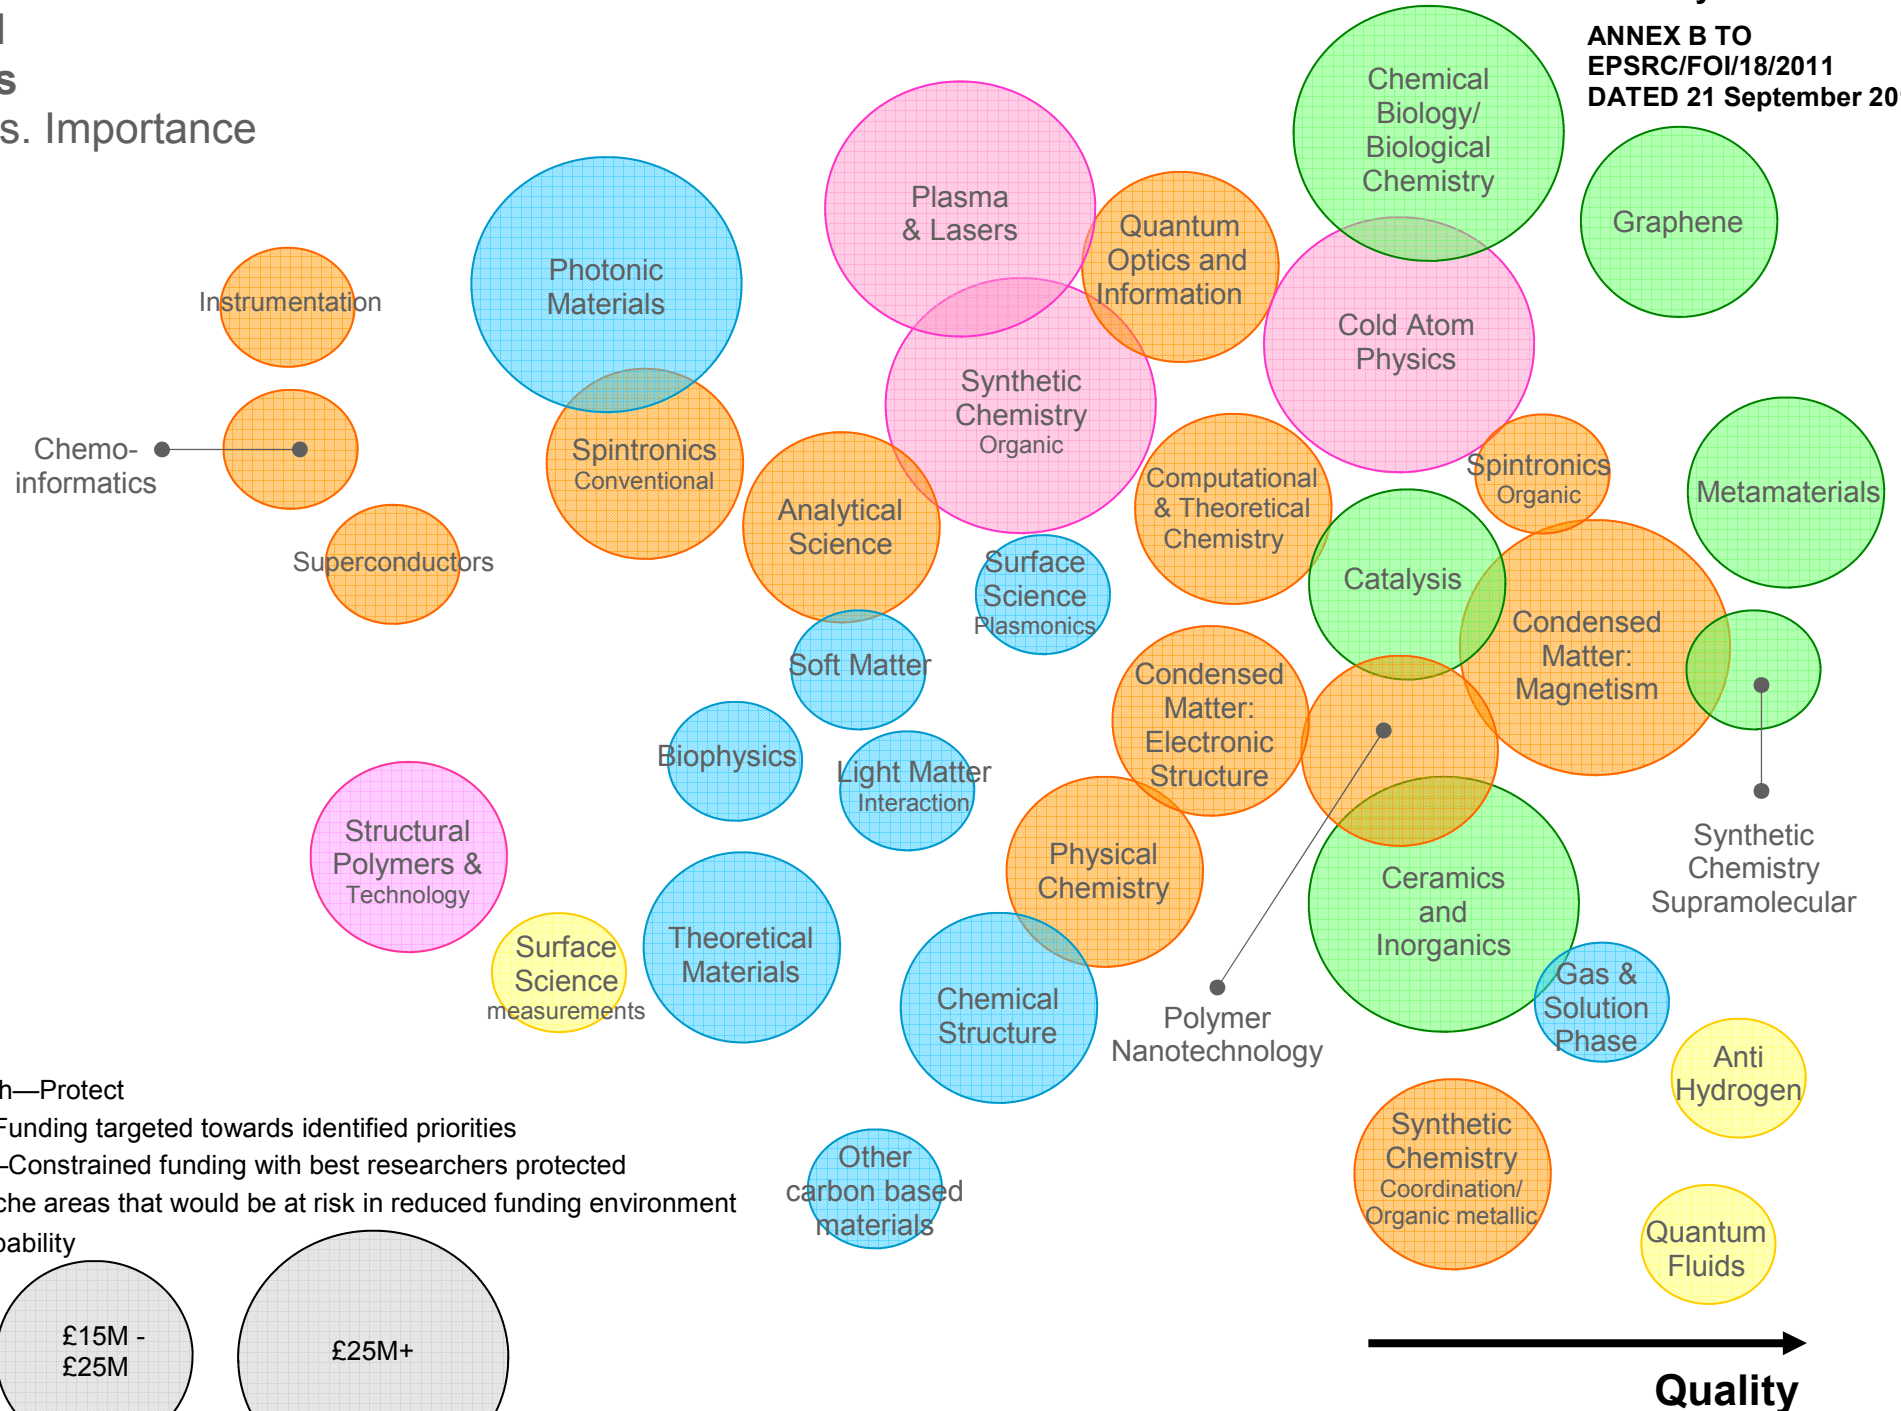 s. Importance
ANNEX B TO
EPSRC/FOI/18/2011
DATED 21 September
Chemical
Biology/
Biological
Chemistry
Graphene
Plasma
& Lasers
Quantum
Optics and
Information
Photonic
Materials
Instrumentation
Cold Atom
Physics
Synthetic
Chemistry
Organic
Chemo-
informatics
Spintronics
Conventional
Analytical
Science
Computational
& Theoretical
Chemistry
Spintronics
Organic
Metamaterials
Superconductors
Surface
Science
Plasmonics
Catalysis
Condensed
Matter:
Magnetism
Soft Matter
Condensed
Matter:
Electronic
Structure
Biophysics
Light Matter
Interaction
Structural
Polymers &
Technology
Physical
Chemistry
Synthetic
Chemistry
Supramolecular
Ceramics
and
Inorganics
Surface
Science
measurements
Theoretical
Materials
Chemical
Structure
Polymer
Nanotechnology
Gas &
Solution
Phase
Anti
Hydrogen
h—Protect
Funding targeted towards identified priorities
-Constrained funding with best researchers protected
che areas that would be at risk in reduced funding environment
pability
Other
carbon based
materials
Synthetic
Chemistry
Coordination/
Organic metallic
Quantum
Fluids
£15M -
£25M
£25M+
Quality